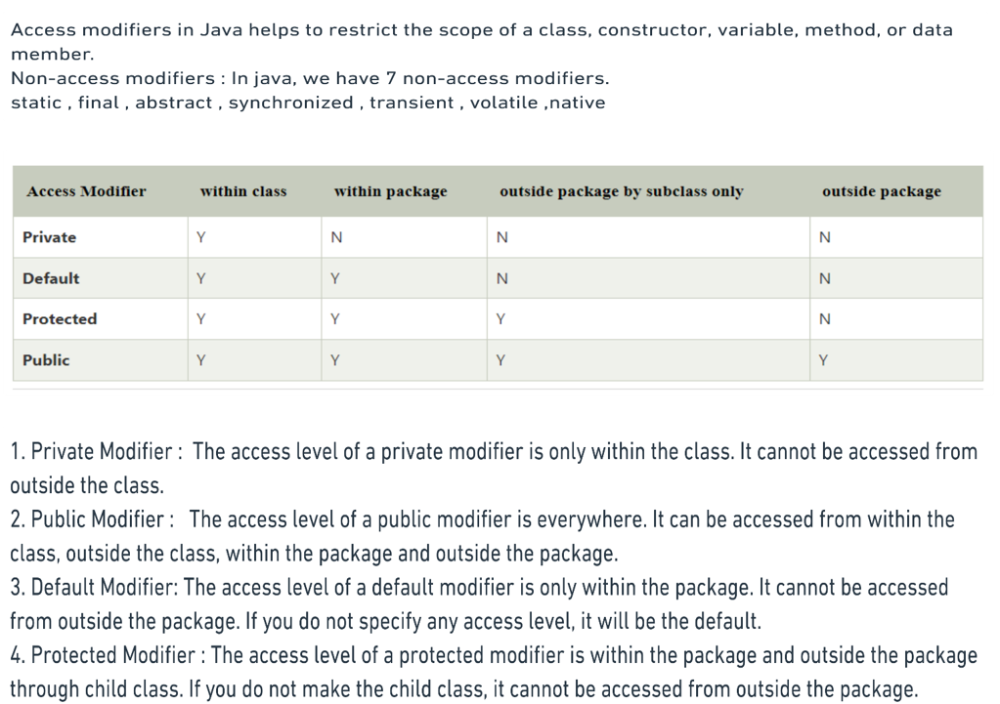 Access modifiers in Java helps to restrict the scope of a class, constructor, variable, method, or data
member.
Non-access modifiers : In java, we have 7 non-access modifiers.
static , final , abstract , synchronized , transient , volatile ,native
Access Modifier within class within package outside package by subclass only outside package
Private Y N N N
Default Y Y N N
Protected Y Y Y N
Public Y Y Y Y
1. Private Modifier :  The access level of a private modifier is only within the class. It cannot be accessed from
outside the class.
2. Public Modifier :   The access level of a public modifier is everywhere. It can be accessed from within the
class, outside the class, within the package and outside the package.
3. Default Modifier: The access level of a default modifier is only within the package. It cannot be accessed
from outside the package. If you do not specify any access level, it will be the default.
4. Protected Modifier : The access level of a protected modifier is within the package and outside the package
through child class. If you do not make the child class, it cannot be accessed from outside the package.